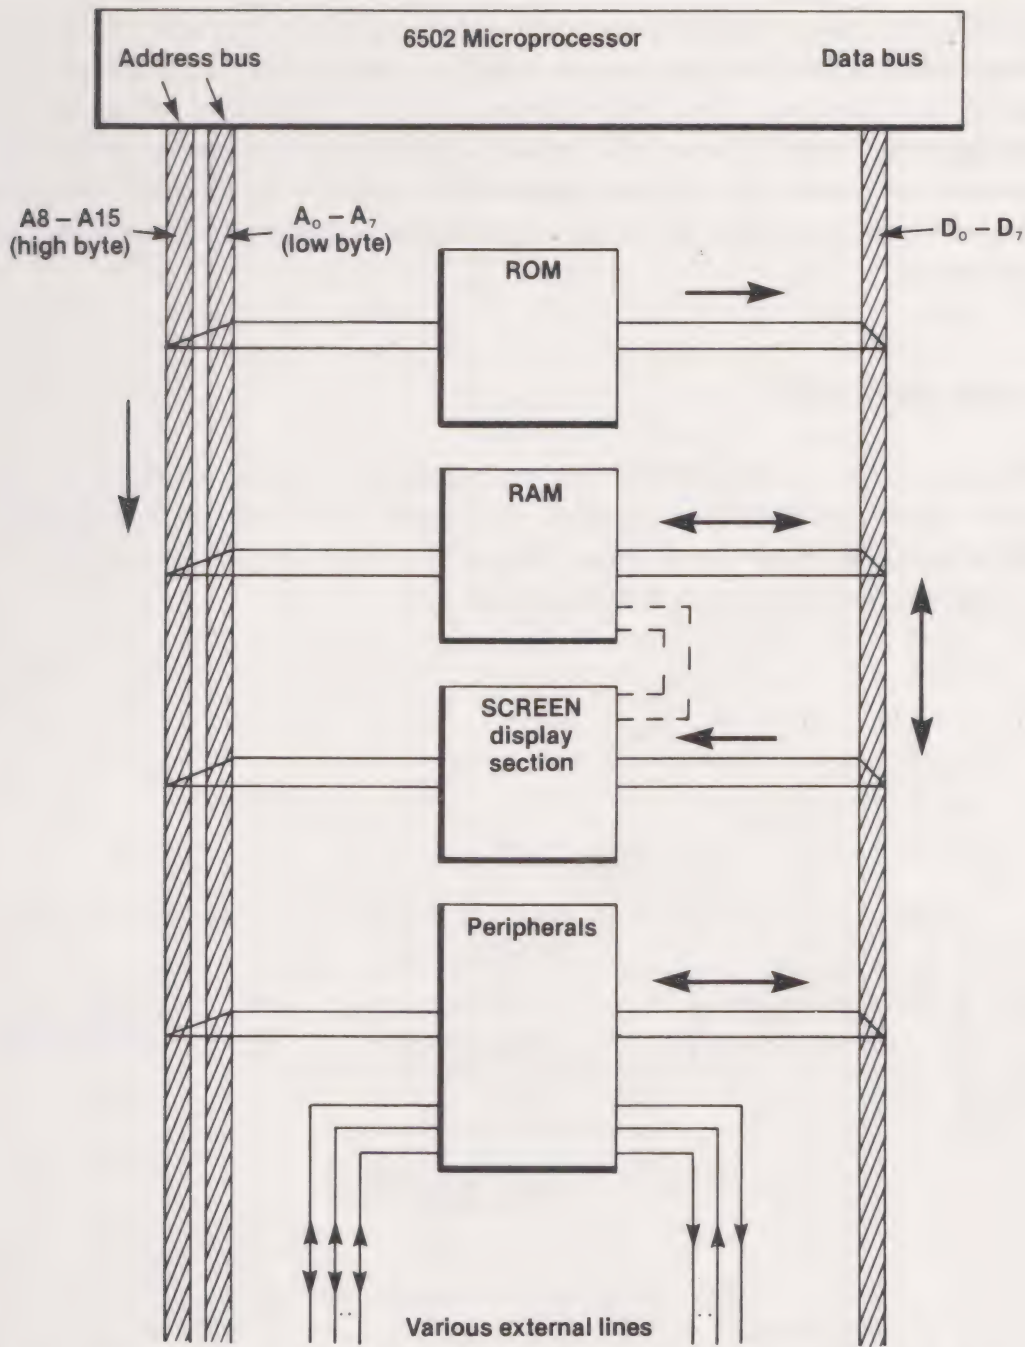 6502 Microprocessor
Address bus
Data bus
A8 – A15
(high byte)
A₀ – A₇
(low byte)
D₀ – D₇
ROM
RAM
SCREEN
display
section
Peripherals
Various external lines